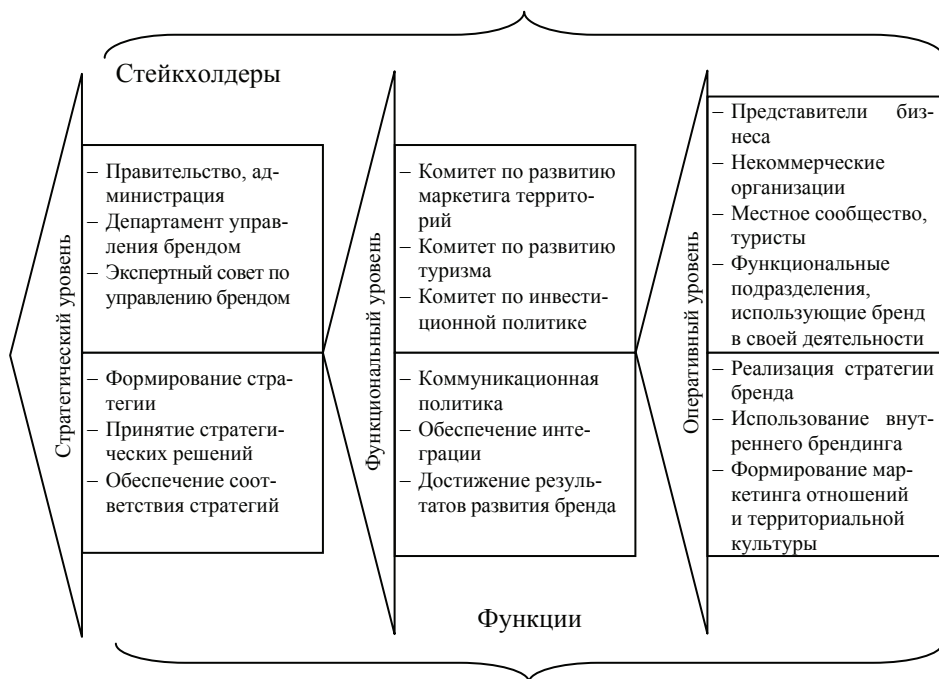 Стейкхолдеры
Стратегический уровень
– Правительство, ад-
министрация
– Департамент управ-
ления брендом
– Экспертный совет по
управлению брендом
– Формирование стра-
тегии
– Принятие стратеги-
ческих решений
– Обеспечение соот-
ветствия стратегий
Функциональный уровень
– Комитет по развитию
маркетига террито-
рий
– Комитет по развитию
туризма
– Комитет по инвести-
ционной политике
– Коммуникационная
политика
– Обеспечение инте-
грации
– Достижение резуль-
татов развития бренда
Оперативный уровень
– Представители биз-
неса
– Некоммерческие
организации
– Местное сообщество,
туристы
– Функциональные
подразделения,
использующие бренд
в своей деятельности
– Реализация стратегии
бренда
– Использование внут-
реннего брендинга
– Формирование мар-
кетинга отношений
и территориальной
культуры
Функции